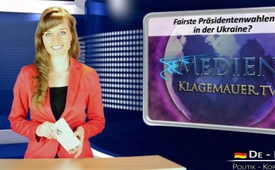 Fairste Präsidentenwahlen
in der Ukraine?
MEDIEN
KLAGEMAUER.TV
DE -
POLITIK - KO